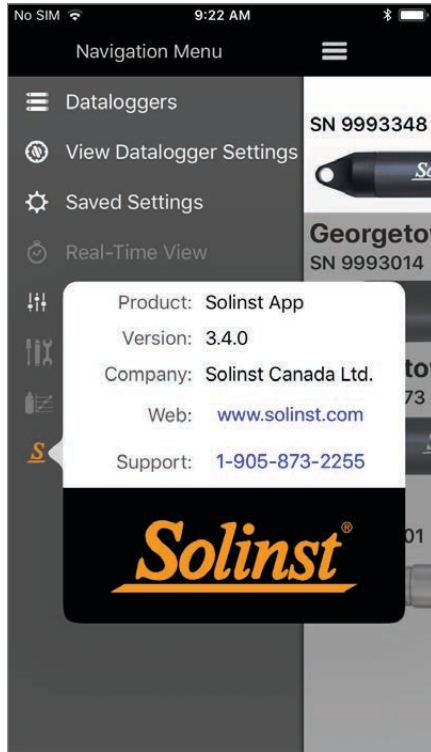 No SIM 9:22 AM
Navigation Menu
Dataloggers
View Datalogger Settings
Saved Settings
Real-Time View
SN 9993348
SN 9993014
73
01
Product: Solinst App
Version: 3.4.0
Company: Solinst Canada Ltd.
Web: www.solinst.com
Support: 1-905-873-2255
S
Solinst®